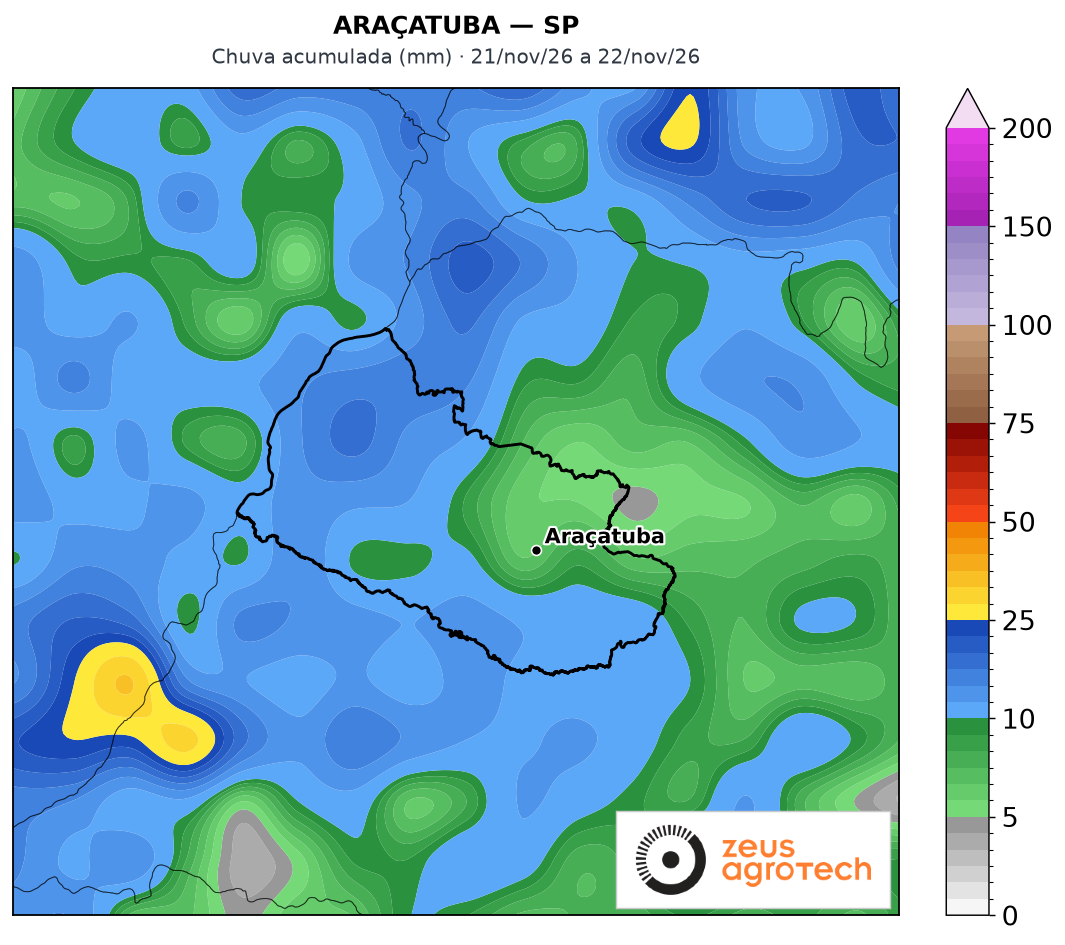 ARAÇATUBA — SP
Chuva acumulada (mm) · 21/nov/26 a 22/nov/26
200
150
100
75
50
25
10
5
0
Araçatuba
zeus
agrotech